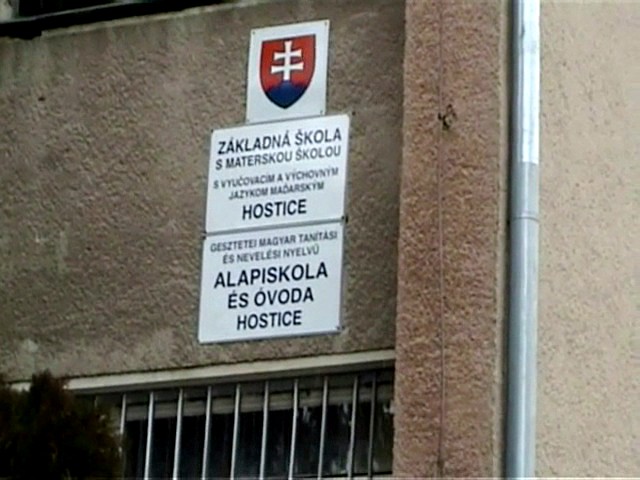 ZÁKLADNÁ ŠKOLA
S MATERSKOU ŠKOLOU
S VYUČOVACÍM A VÝCHOVNÝM
JAZYKOM MAĎARSKÝM
HOSTICE
GESZTETEI MAGYAR TANÍTÁSI
ÉS NEVELÉSI NYELVŰ
ALAPISKOLA
ÉS ÓVODA
HOSTICE